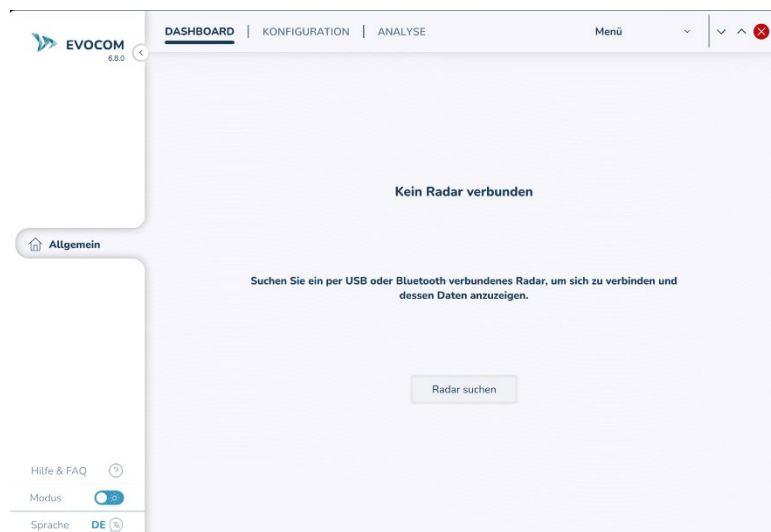 EVOCOM
6.8.0
DASHBOARD
KONFIGURATION
ANALYSE
Menü
Kein Radar verbunden
Allgemein
Suchen Sie ein per USB oder Bluetooth verbundenes Radar, um sich zu verbinden und
dessen Daten anzuzeigen.
Radar suchen
Hilfe & FAQ ?
Modus
Sprache DE